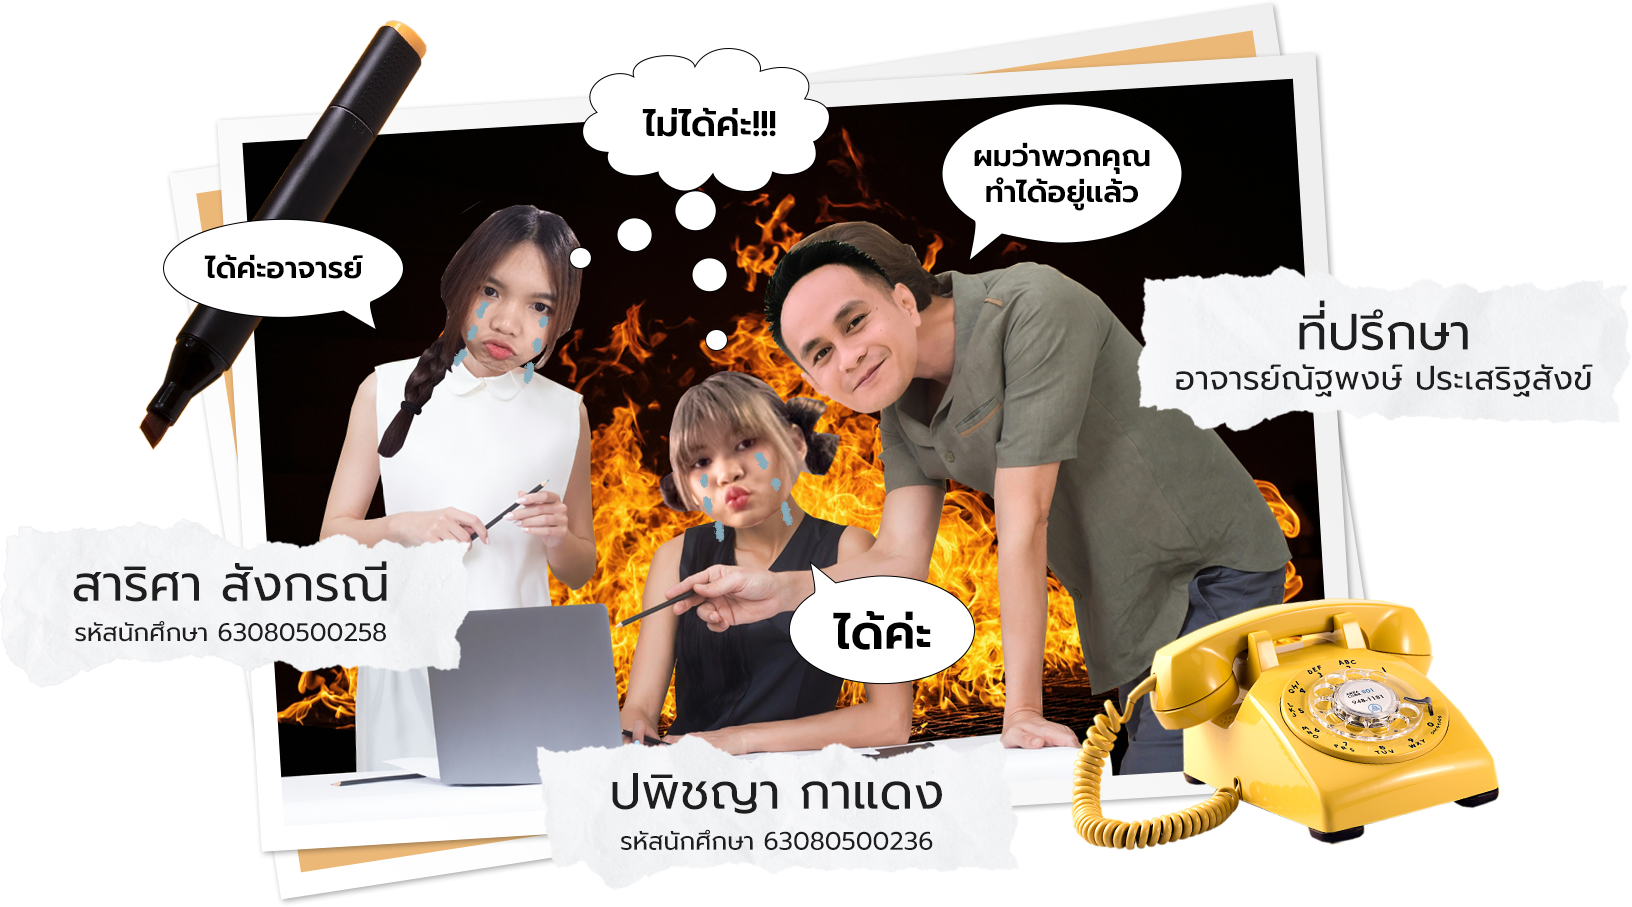 ไม่ได้ค่ะ!!!
ผมว่าพวกคุณ
ทำได้อยู่แล้ว
ได้ค่ะอาจารย์
ที่ปรึกษา
อาจารย์ณัฐพงษ์ ประเสริฐสังข์
สาริศา สังกรณี
รหัสนักศึกษา 63080500258
ได้ค่ะ
ปพิชญา กาแดง
รหัสนักศึกษา 63080500236